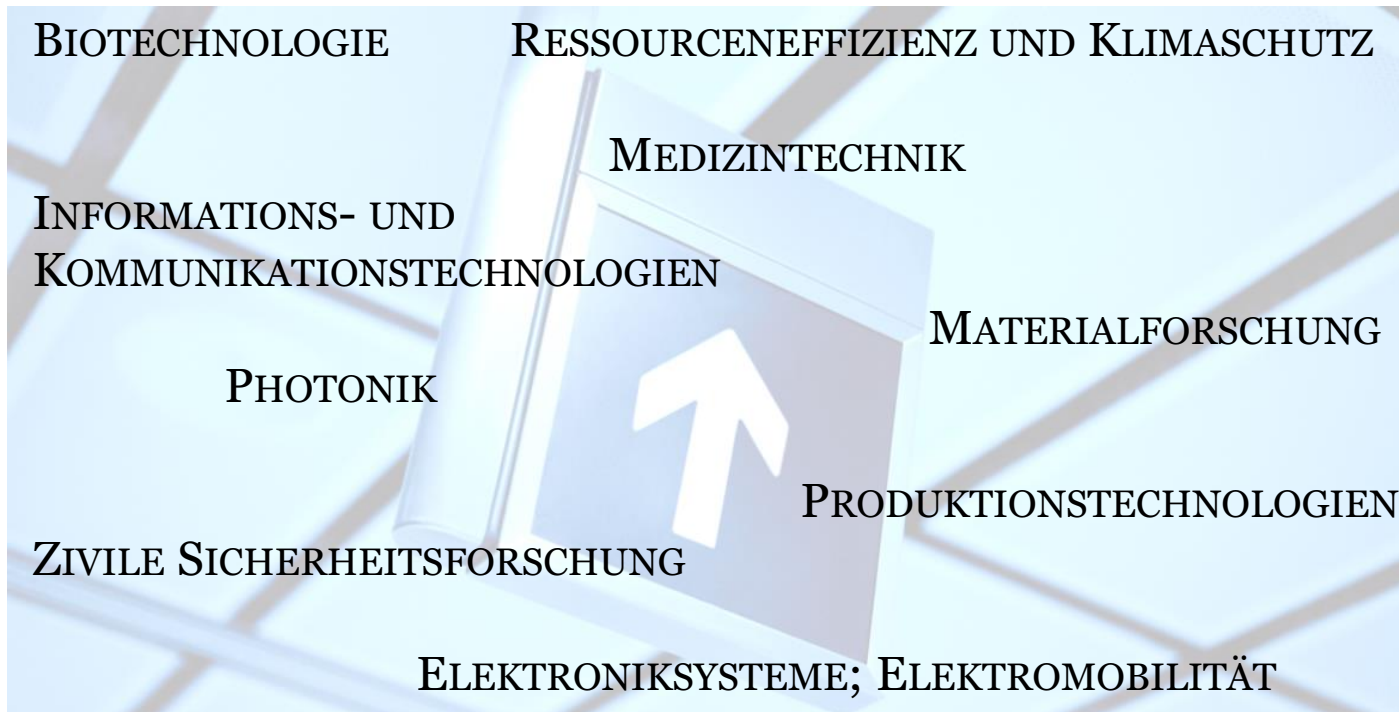 BIOTECHNOLOGIE
RESSOURCENEFFIZIENZ UND KLIMASCHUTZ
MEDIZINTECHNIK
INFORMATIONS- UND
KOMMUNIKATIONSTECHNOLOGIEN
MATERIALFORSCHUNG
PHOTONIK
PRODUKTIONSTECHNOLOGIEN
ZIVILE SICHERHEITSFORSCHUNG
ELEKTRONIKSYSTEME; ELEKTROMOBILITÄT